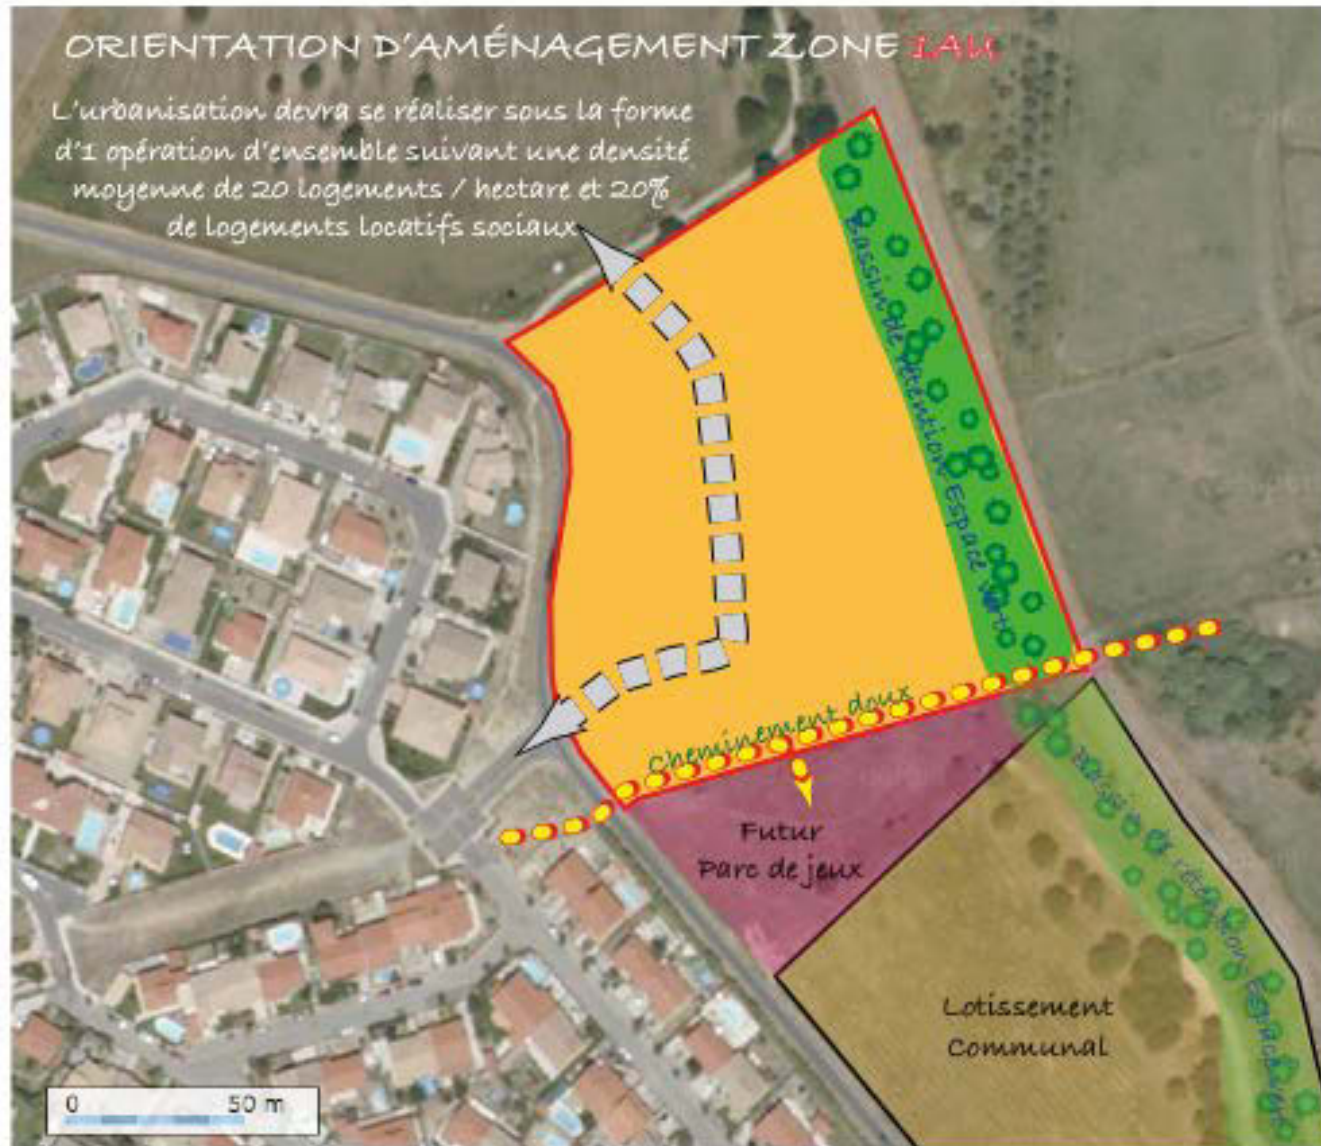 ORIENTATION D'AMÉNAGEMENT ZONE 1AU
L'urbanisation devra se réaliser sous la forme
d'1 opération d'ensemble suivant une densité
moyenne de 20 logements / hectare et 20%
de logements locatifs sociaux
Bassin de rétention Espace Vert
Cheminement doux
Futur
Parc de jeux
Bassin de rétention Espace Vert
Lotissement
Communal
0 50 m